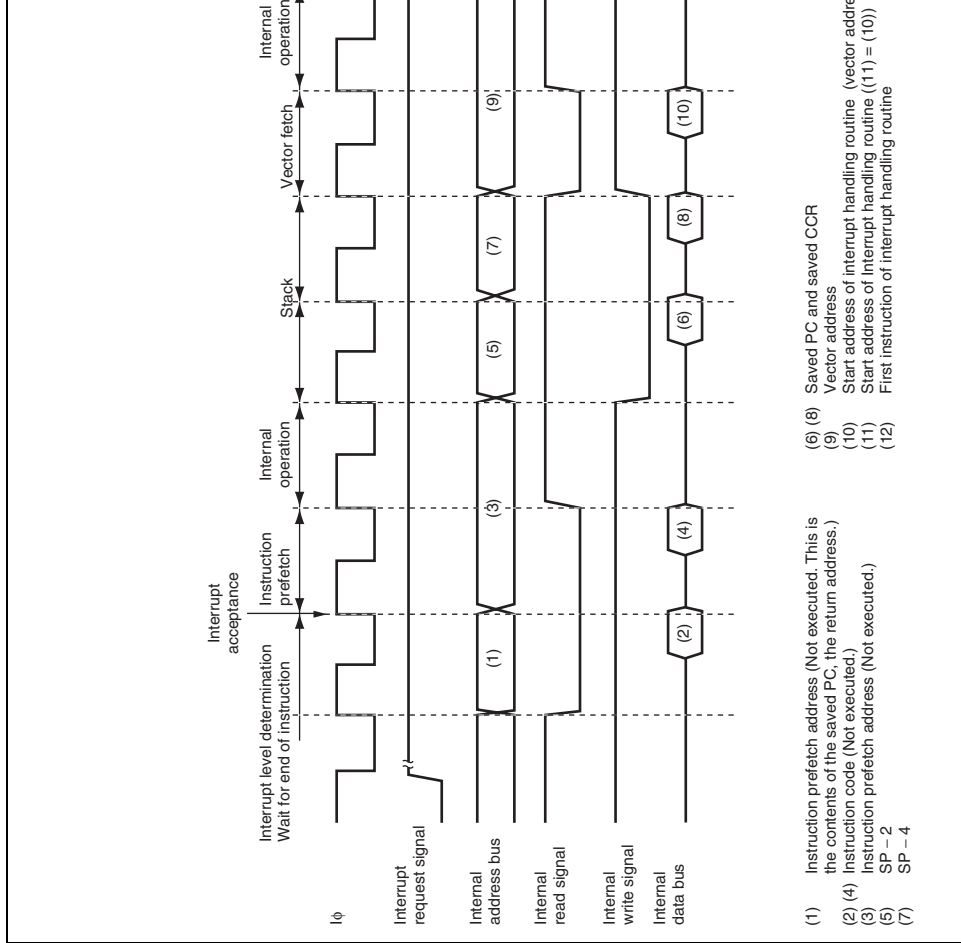 Interrupt level determination
Wait for end of instruction
Interrupt
acceptance
Instruction
prefetch
Internal
operation
Stack
Vector fetch
Internal
operation
Iϕ
Interrupt
request signal
Internal
address bus
(1)
(3)
(5)
(7)
(9)
Internal
read signal
Internal
write signal
Internal
data bus
(2)
(4)
(6)
(8)
(10)
(1) Instruction prefetch address (Not executed. This is
the contents of the saved PC, the return address.)
(2) (4) Instruction code (Not executed.)
(3) Instruction prefetch address (Not executed.)
(5) SP – 2
(7) SP – 4
(6) (8) Saved PC and saved CCR
(9) Vector address
(10) Start address of interrupt handling routine (vector addre
(11) Start address of Interrupt handling routine ((11) = (10))
(12) First instruction of interrupt handling routine